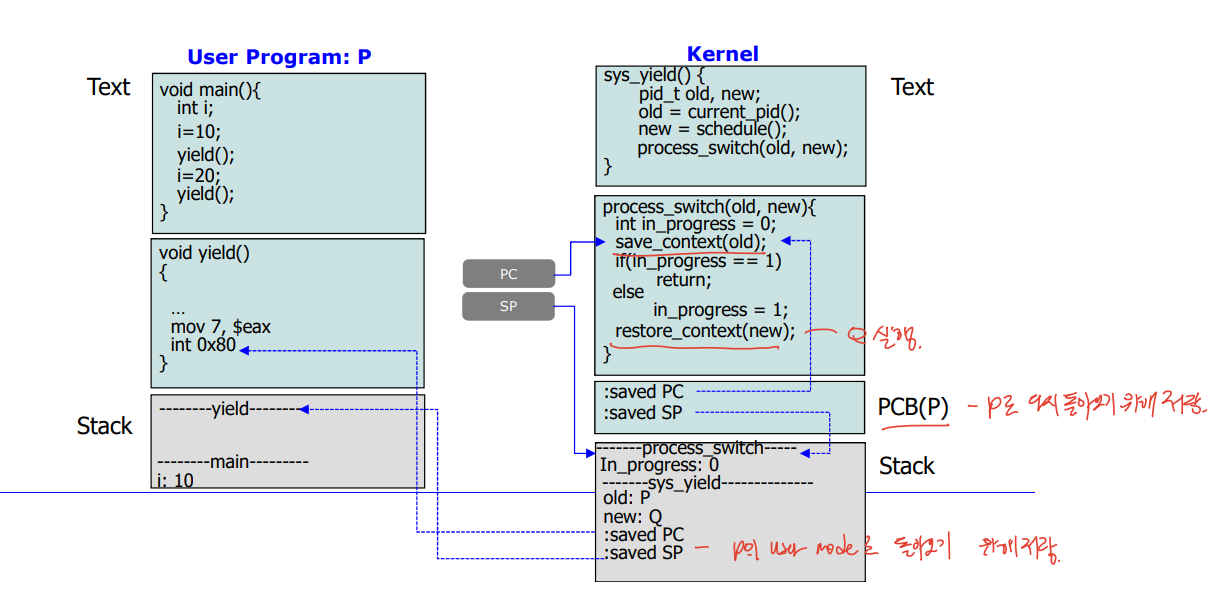 User Program: P
Text
void main(){
int i;
i=10;
yield();
i=20;
yield();
}
void yield()
{
…
mov 7, $eax
int 0x80
}
Stack
--------yield--------
--------main---------
i: 10
PC
SP
Kernel
Text
sys_yield() {
pid_t old, new;
old = current_pid();
new = schedule();
process_switch(old, new);
}
process_switch(old, new){
int in_progress = 0;
save_context(old);
if(in_progress == 1)
return;
else
in_progress = 1;
restore_context(new); — Q 실행.
}
:saved PC
:saved SP
PCB(P) - P로 다시 돌아오기 위해 저장.
-------process_switch-----
In_progress: 0
-------sys_yield--------------
old: P
new: Q
:saved PC
:saved SP — P의 user mode로 돌아오기 위해 저장.
Stack